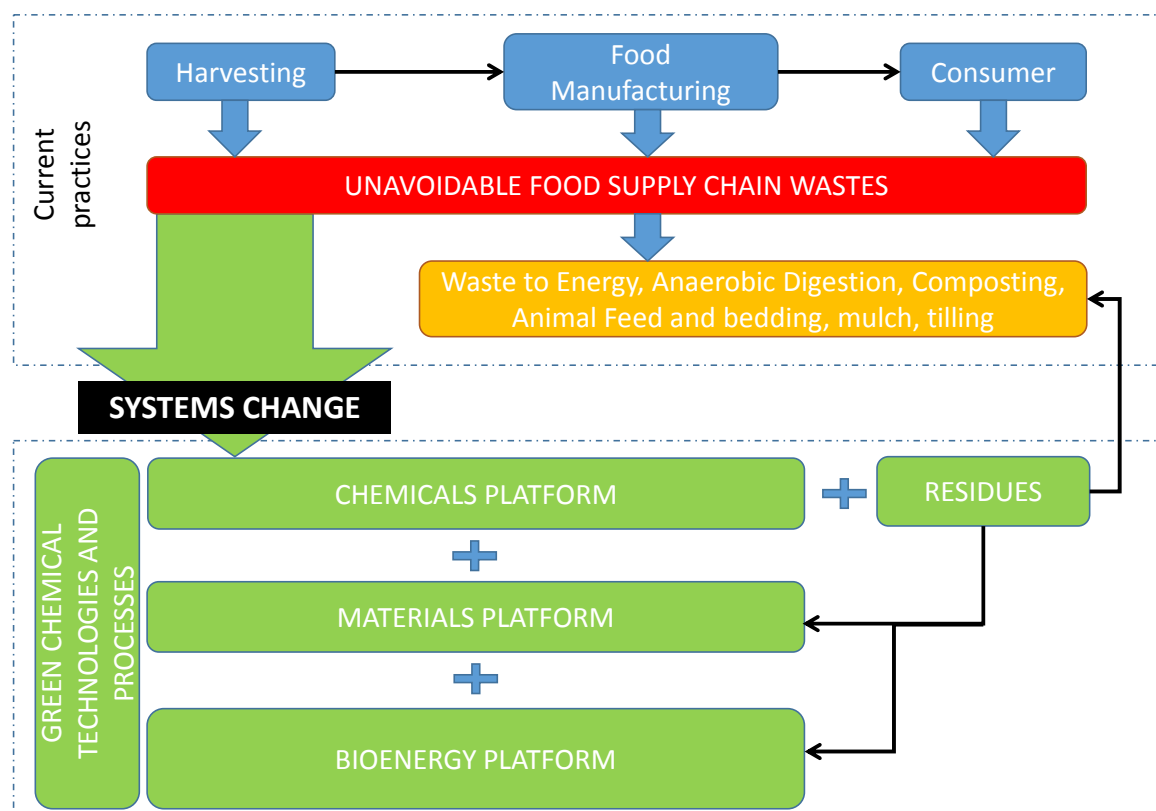 Harvesting
Food
Manufacturing
Consumer
Current
practices
UNAVOIDABLE FOOD SUPPLY CHAIN WASTES
Waste to Energy, Anaerobic Digestion, Composting,
Animal Feed and bedding, mulch, tilling
SYSTEMS CHANGE
GREEN CHEMICAL
TECHNOLOGIES AND
PROCESSES
CHEMICALS PLATFORM
RESIDUES
MATERIALS PLATFORM
BIOENERGY PLATFORM